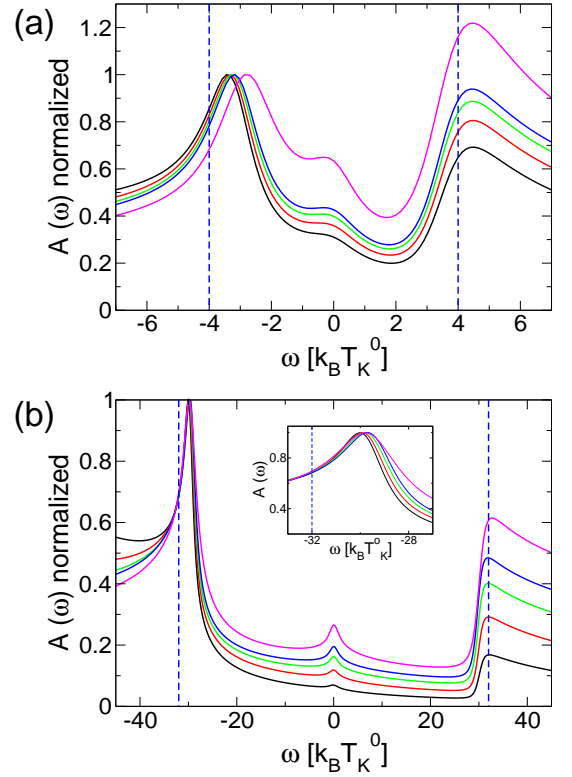 (a)
A (ω) normalized
1.2
1
0.8
0.6
0.4
0.2
0
-6 -4 -2 0 2 4 6
ω [k_B T_K^0]
(b)
A (ω) normalized
1
0.8
0.6
0.4
0.2
0
-40 -20 0 20 40
ω [k_B T_K^0]
A (ω)
0.8
0.4
-32 -28
ω [k_B T_K^0]